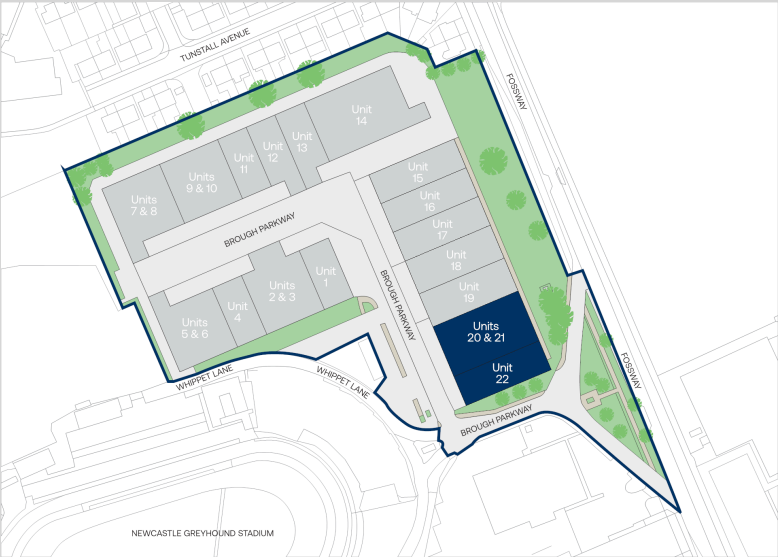 TUNSTALL AVENUE
FOSSWAY
Unit
14
Unit
13
Unit
12
Unit
11
Units
9 & 10
Units
7 & 8
Unit
15
Unit
16
Unit
17
Unit
18
Unit
19
Units
20 & 21
Unit
22
BROUGH PARKWAY
Unit
1
Units
2 & 3
Unit
4
Units
5 & 6
BROUGH PARKWAY
WHIPPET LANE
WHIPPET LANE
FOSSWAY
BROUGH PARKWAY
NEWCASTLE GREYHOUND STADIUM